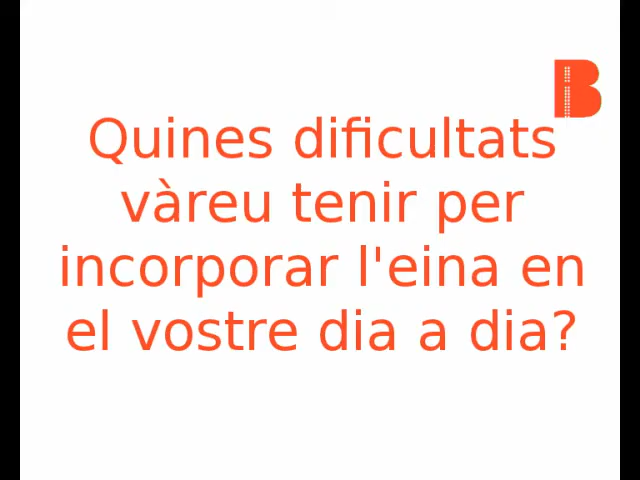 B
Quines dificultats
vàreu tenir per
incorporar l'eina en
el vostre dia a dia?